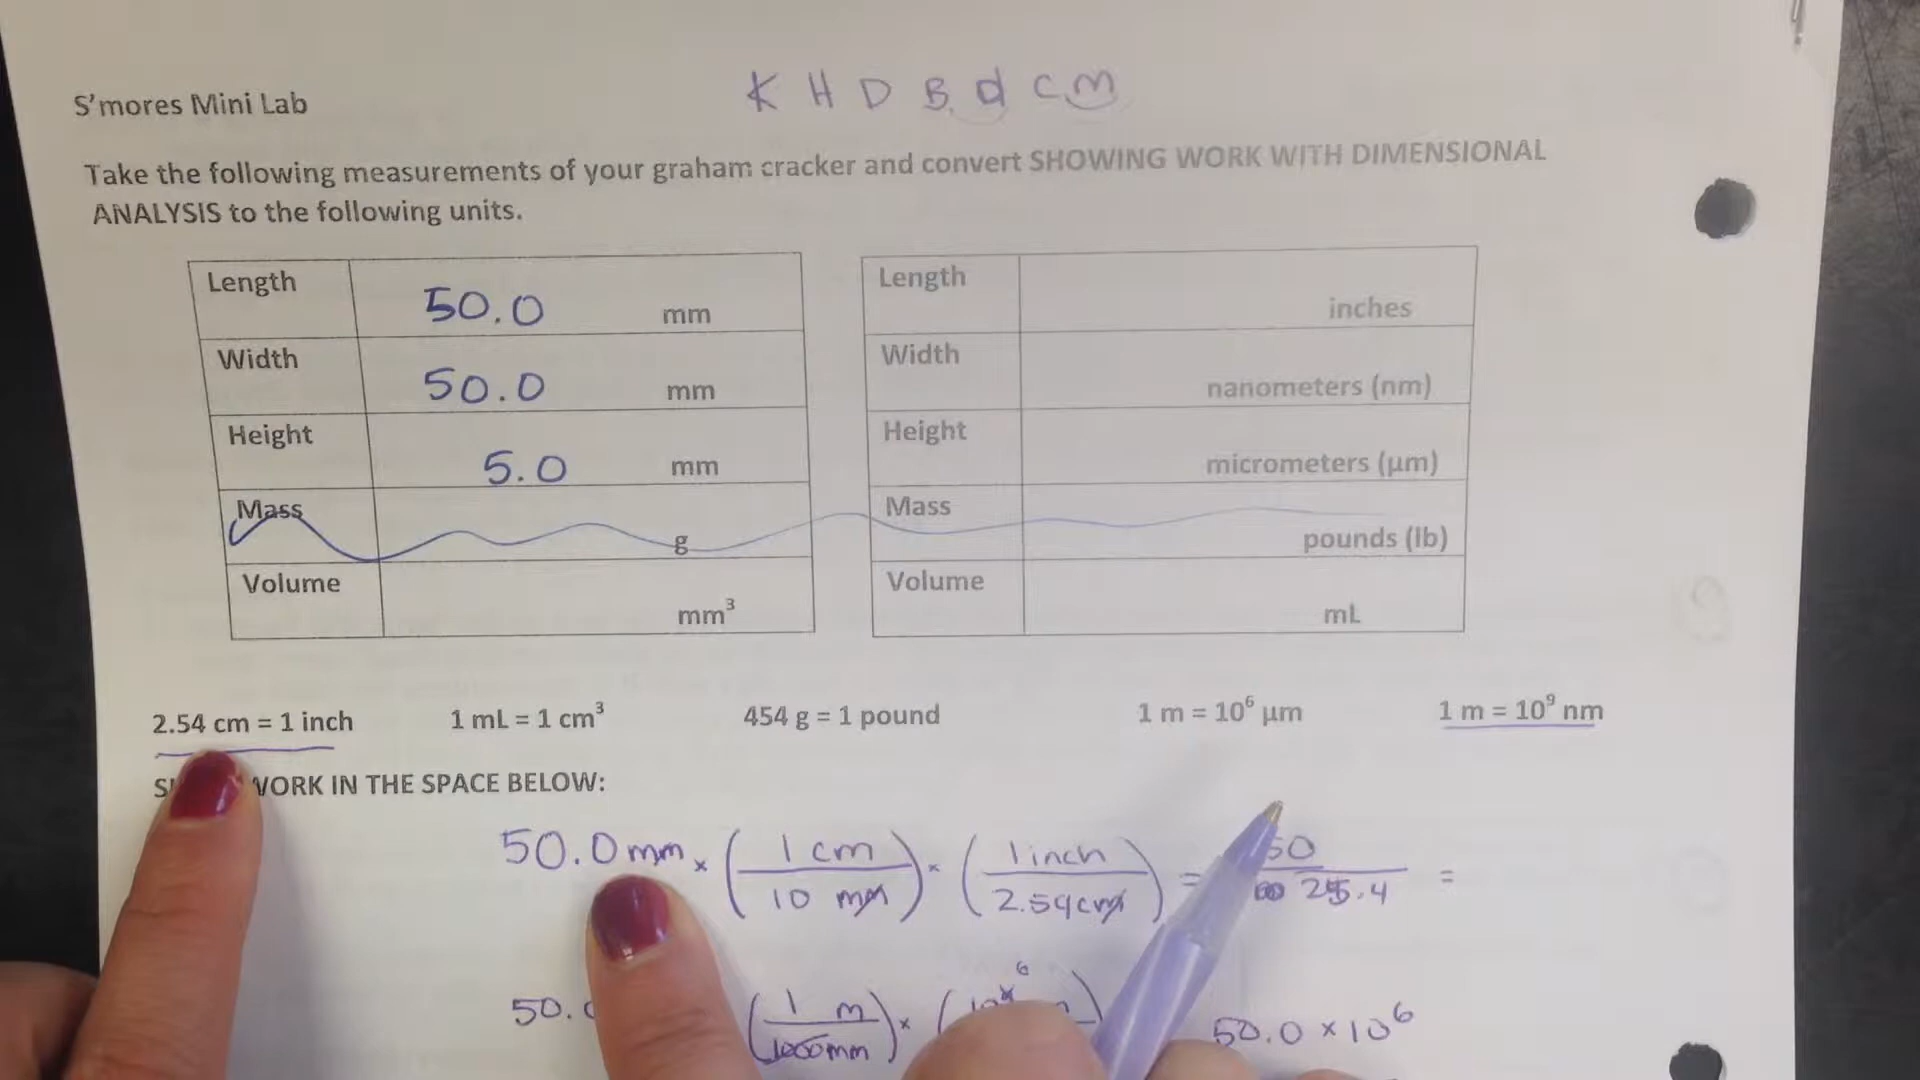 K H D B d c m
S'mores Mini Lab
Take the following measurements of your graham cracker and convert SHOWING WORK WITH DIMENSIONAL
ANALYSIS to the following units.
Length 50.0 mm
Width 50.0 mm
Height 5.0 mm
Mass g
Volume mm³
Length inches
Width nanometers (nm)
Height micrometers (µm)
Mass pounds (lb)
Volume mL
2.54 cm = 1 inch 1 mL = 1 cm³ 454 g = 1 pound 1 m = 10⁶ µm 1 m = 10⁹ nm
WORK IN THE SPACE BELOW:
50.0 mm × (1 cm / 10 mm) × (1 inch / 2.54 cm) = 50 / 25.4 =
50. (1 m / 1000 mm) × ( 50.0 × 10⁶